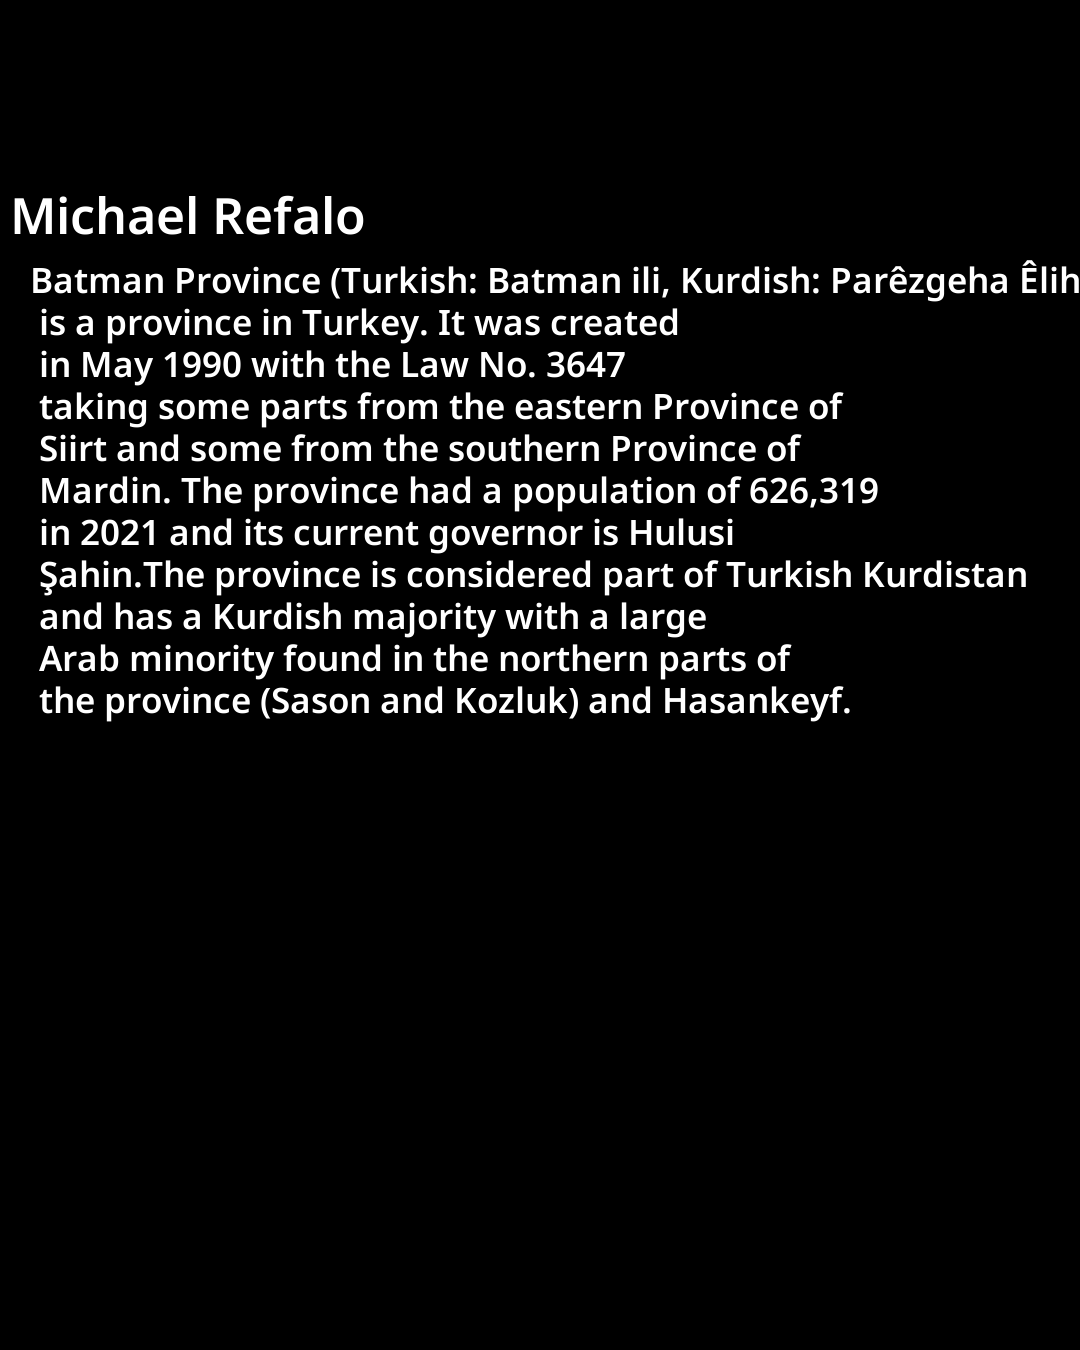 Michael Refalo
Batman Province (Turkish: Batman ili, Kurdish: Parêzgeha Êlih
is a province in Turkey. It was created
in May 1990 with the Law No. 3647
taking some parts from the eastern Province of
Siirt and some from the southern Province of
Mardin. The province had a population of 626,319
in 2021 and its current governor is Hulusi
Şahin.The province is considered part of Turkish Kurdistan
and has a Kurdish majority with a large
Arab minority found in the northern parts of
the province (Sason and Kozluk) and Hasankeyf.